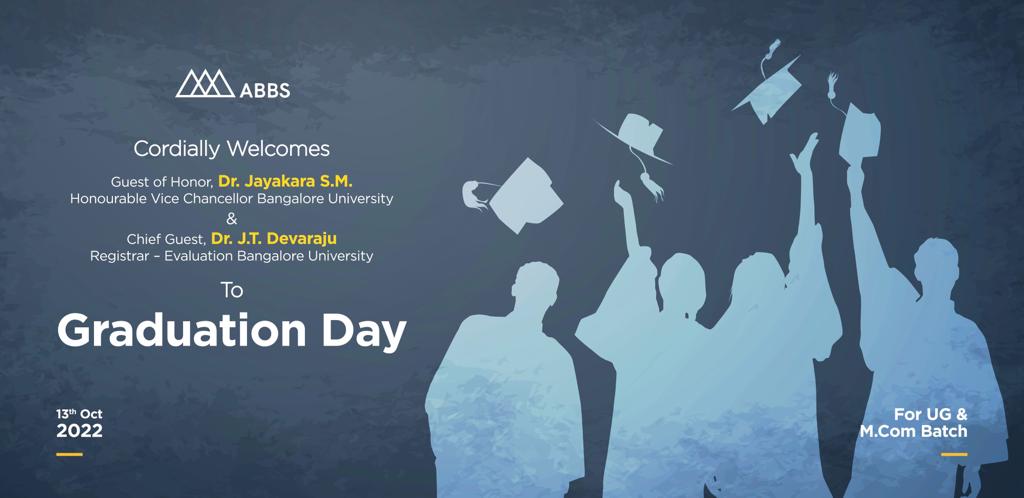 ABBS
Cordially Welcomes
Guest of Honor, Dr. Jayakara S.M.
Honourable Vice Chancellor Bangalore University
&
Chief Guest, Dr. J.T. Devaraju
Registrar – Evaluation Bangalore University
To
Graduation Day
13th Oct
2022
For UG &
M.Com Batch